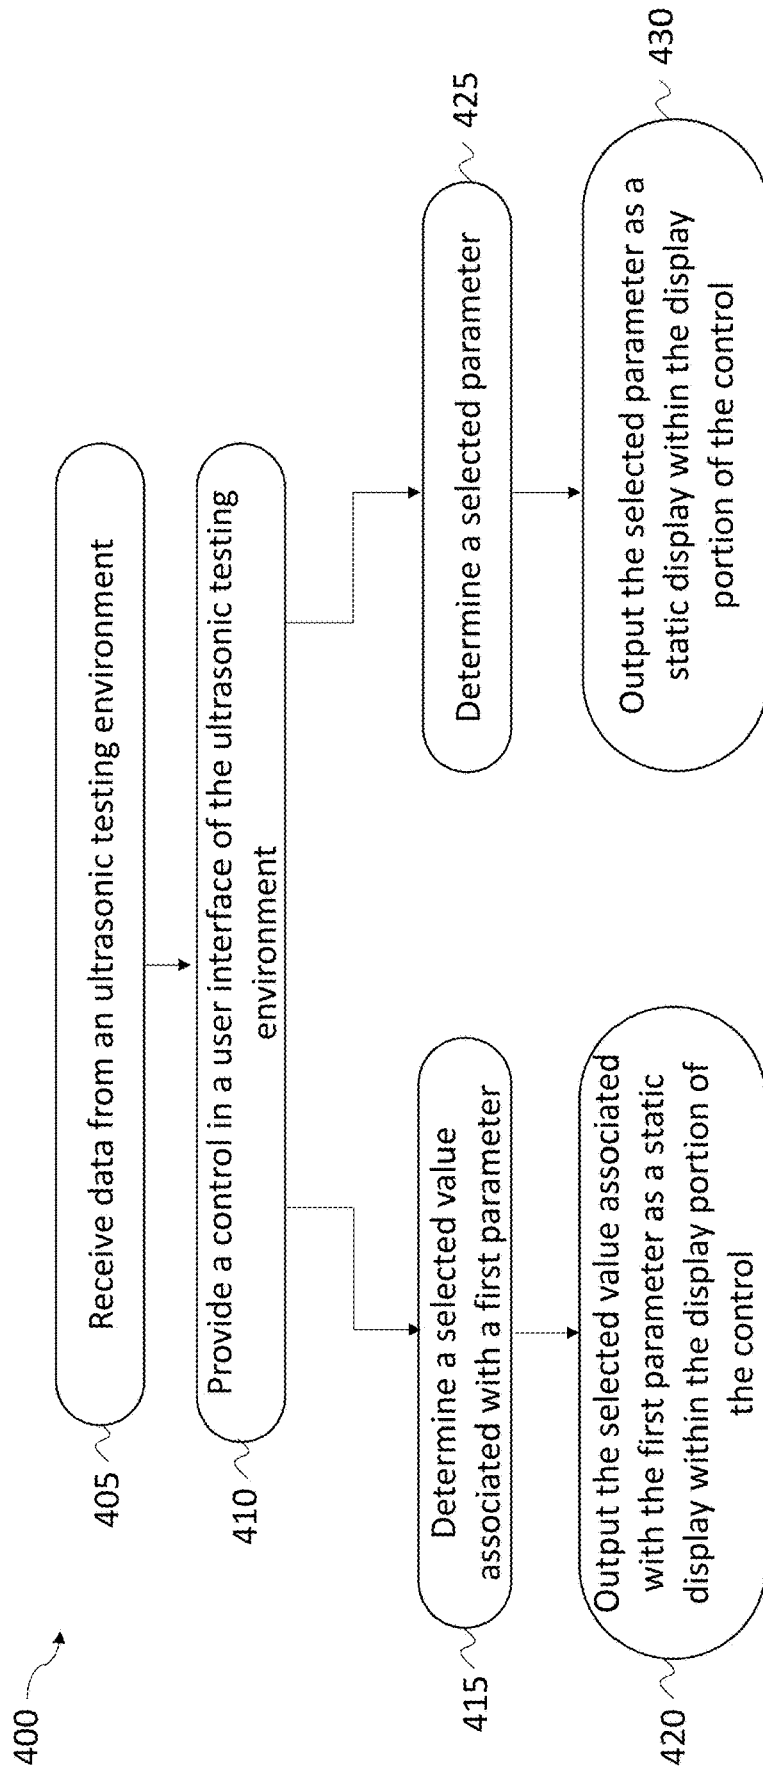 400
405
Receive data from an ultrasonic testing environment
410
Provide a control in a user interface of the ultrasonic testing
environment
415
Determine a selected value
associated with a first parameter
425
Determine a selected parameter
420
Output the selected value associated
with the first parameter as a static
display within the display portion of
the control
430
Output the selected parameter as a
static display within the display
portion of the control